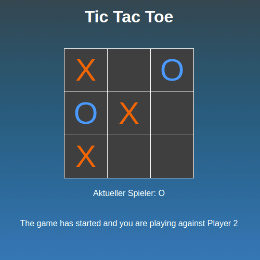 Tic Tac Toe
X O
O X
X
Aktueller Spieler: O
The game has started and you are playing against Player 2